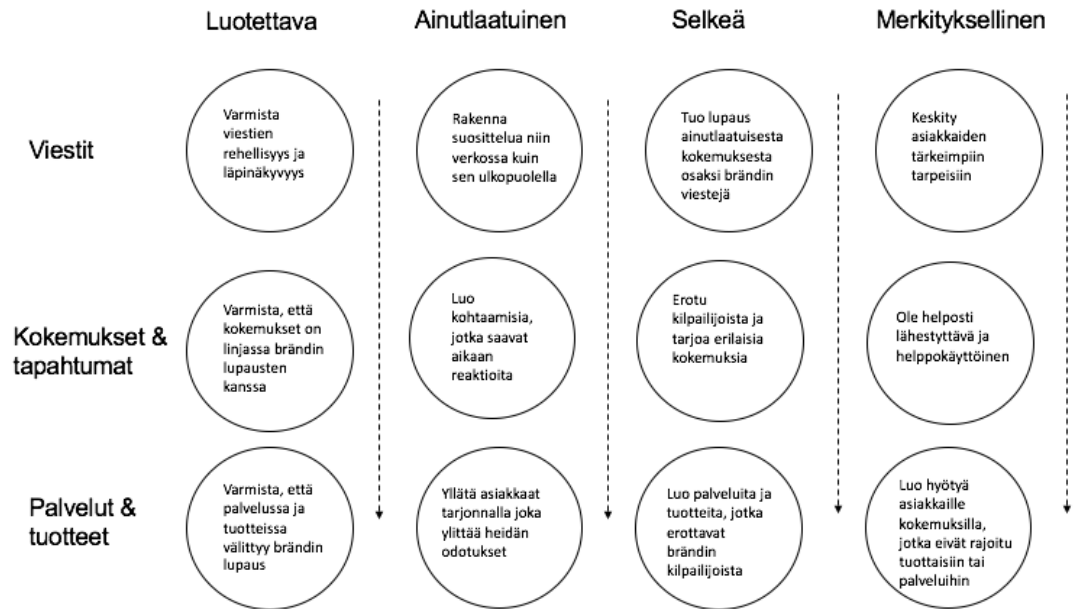 Luotettava
Ainutlaatuinen
Selkeä
Merkityksellinen
Viestit
Varmista
viestien
rehellisyys ja
läpinäkyvyys
Rakenna
suosittelua niin
verkossa kuin
sen ulkopuolella
Tuo lupaus
ainutlaatuisesta
kokemuksesta
osaksi brändin
viestejä
Keskity
asiakkaiden
tärkeimpiin
tarpeisiin
Kokemukset &
tapahtumat
Varmista, että
kokemukset on
linjassa brändin
lupausten
kanssa
Luo
kohtaamisia,
jotka saavat
aikaan
reaktioita
Erotu
kilpailijoista ja
tarjoa erilaisia
kokemuksia
Ole helposti
lähestyttävä ja
helppokäyttöinen
Palvelut &
tuotteet
Varmista, että
palvelussa ja
tuotteissa
välittyy brändin
lupaus
Yllätä asiakkaat
tarjonnalla joka
ylittää heidän
odotukset
Luo palveluita ja
tuotteita, jotka
erottavat
brändin
kilpailijoista
Luo hyötyä
asiakkaille
kokemuksilla,
jotka eivät rajoitu
tuottaisiin tai
palveluihin